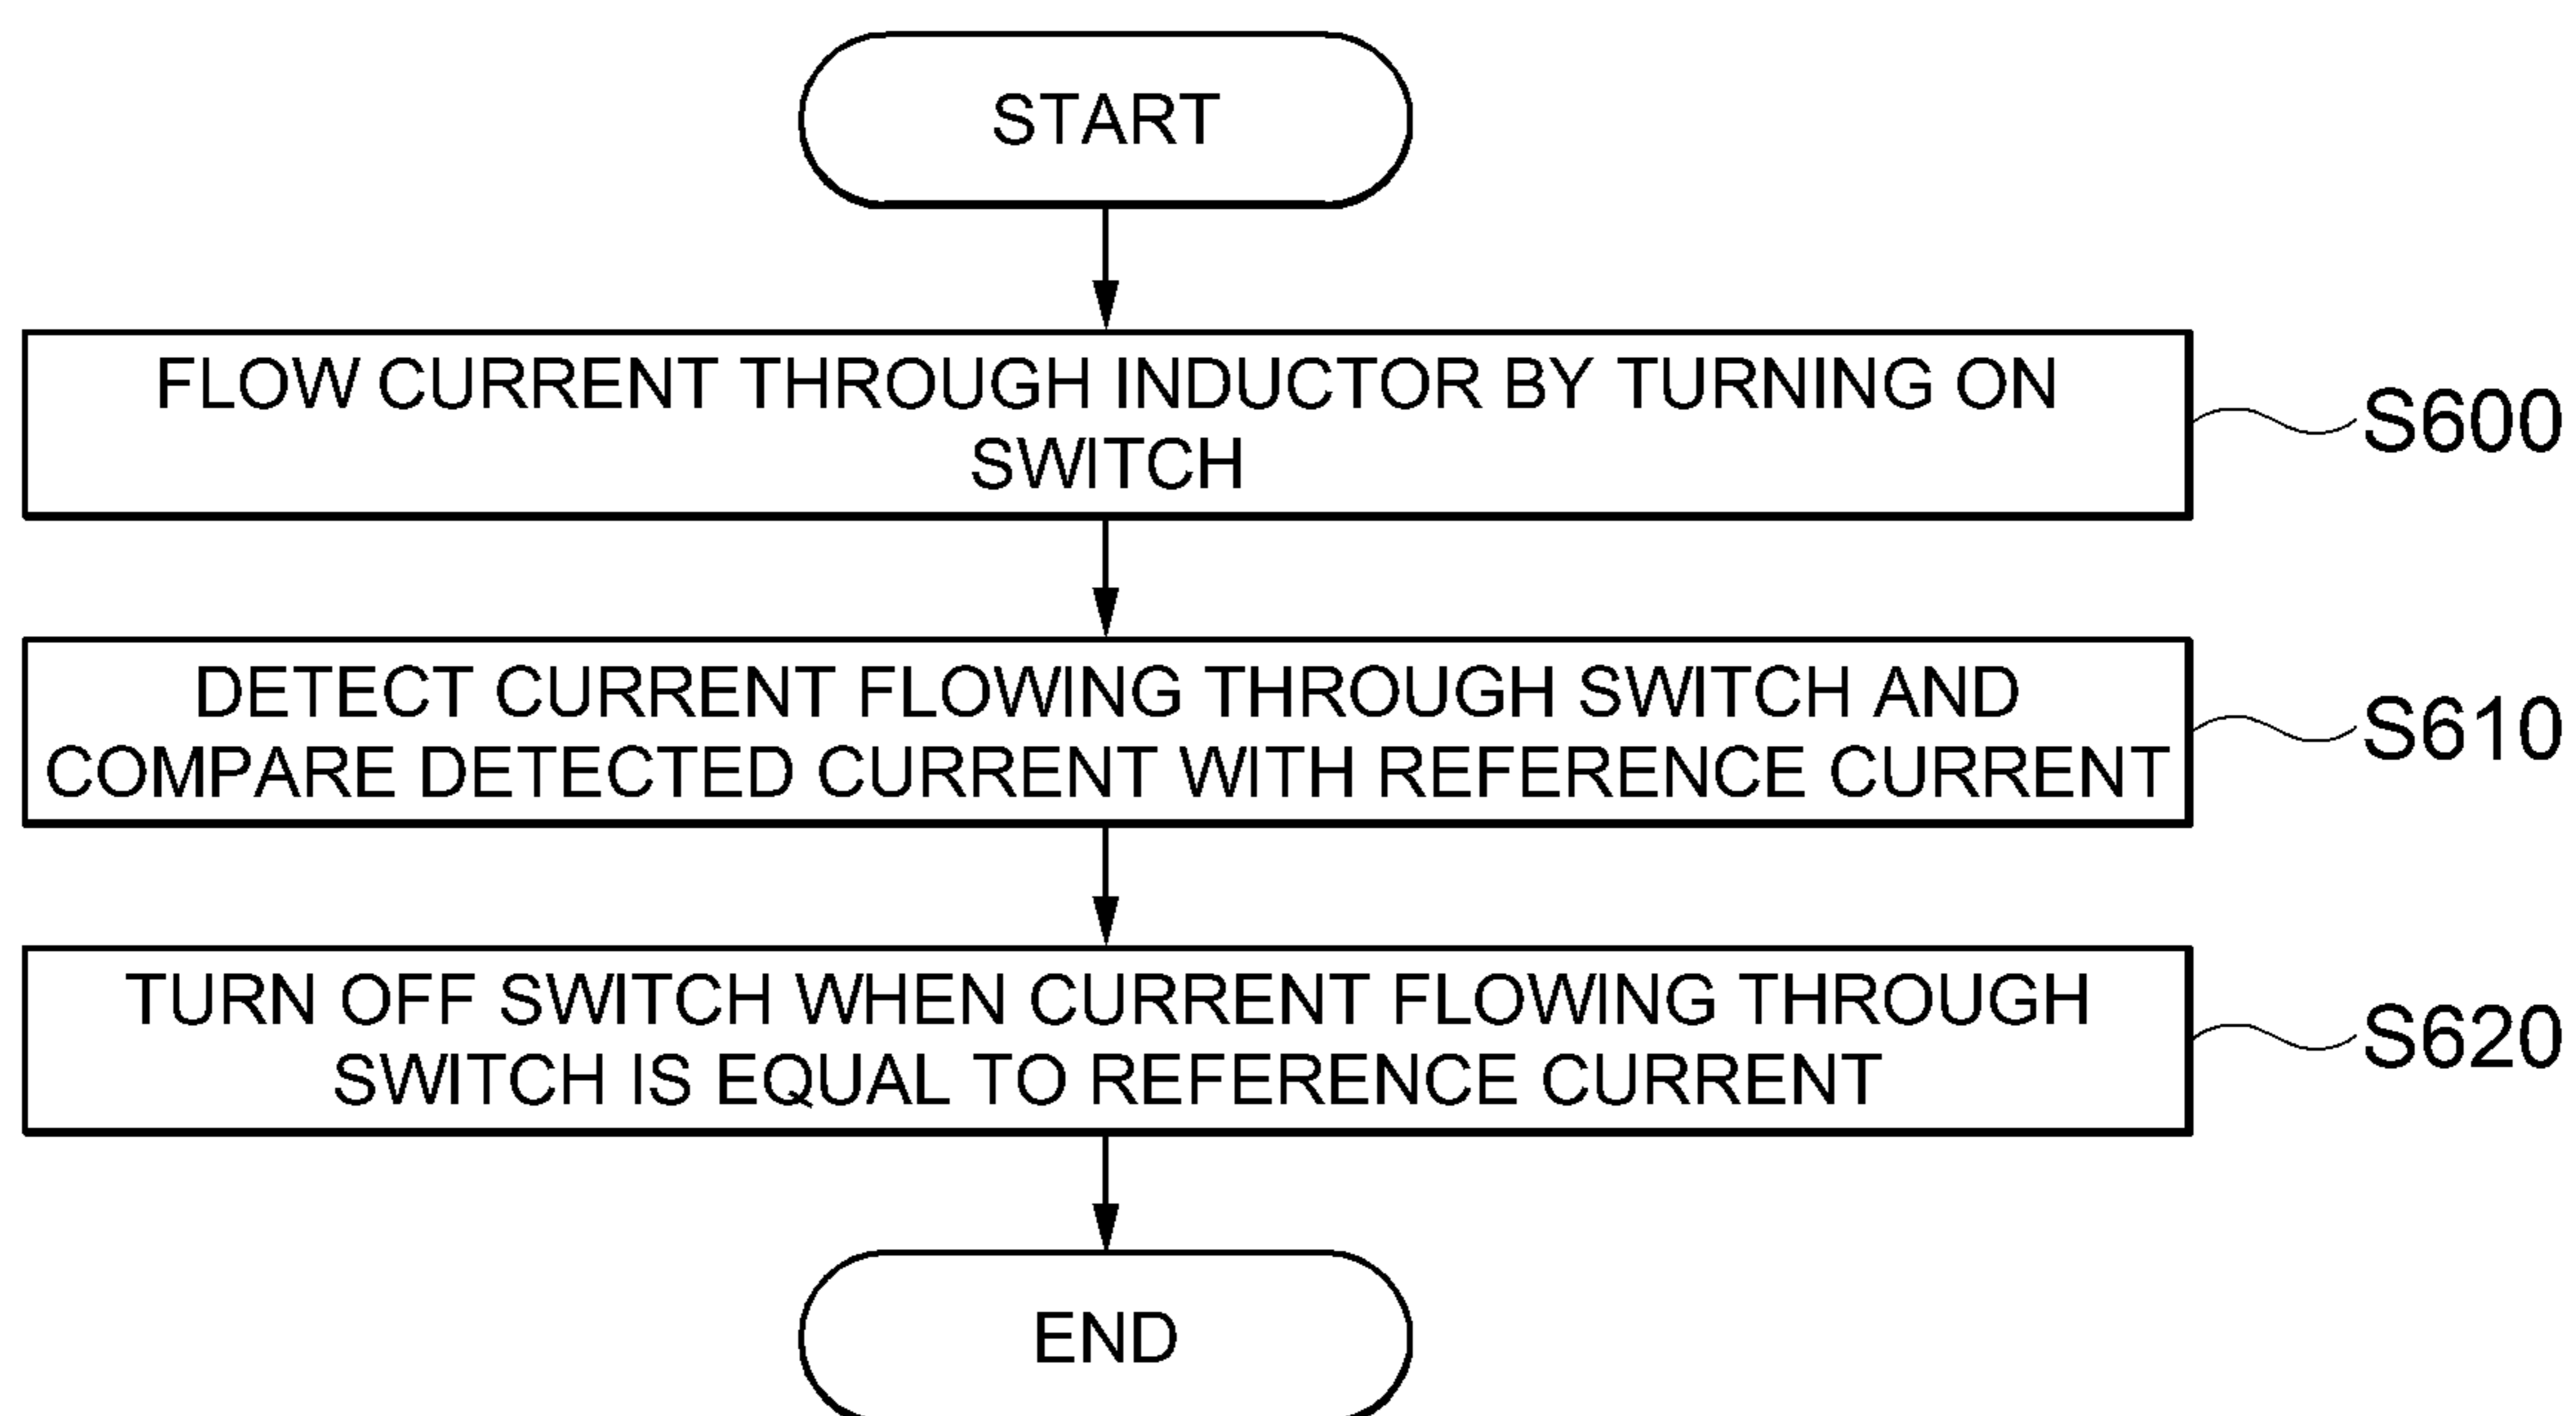 START
FLOW CURRENT THROUGH INDUCTOR BY TURNING ON
SWITCH
S600
DETECT CURRENT FLOWING THROUGH SWITCH AND
COMPARE DETECTED CURRENT WITH REFERENCE CURRENT
S610
TURN OFF SWITCH WHEN CURRENT FLOWING THROUGH
SWITCH IS EQUAL TO REFERENCE CURRENT
S620
END